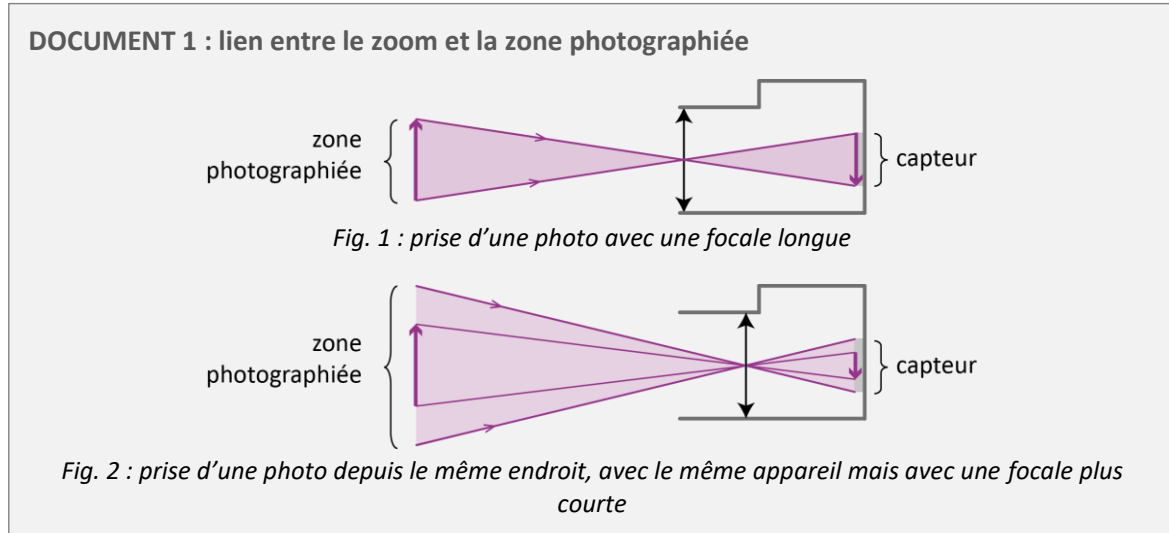 DOCUMENT 1 : lien entre le zoom et la zone photographiée
zone
photographiée
capteur
Fig. 1 : prise d’une photo avec une focale longue
zone
photographiée
capteur
Fig. 2 : prise d’une photo depuis le même endroit, avec le même appareil mais avec une focale plus
courte